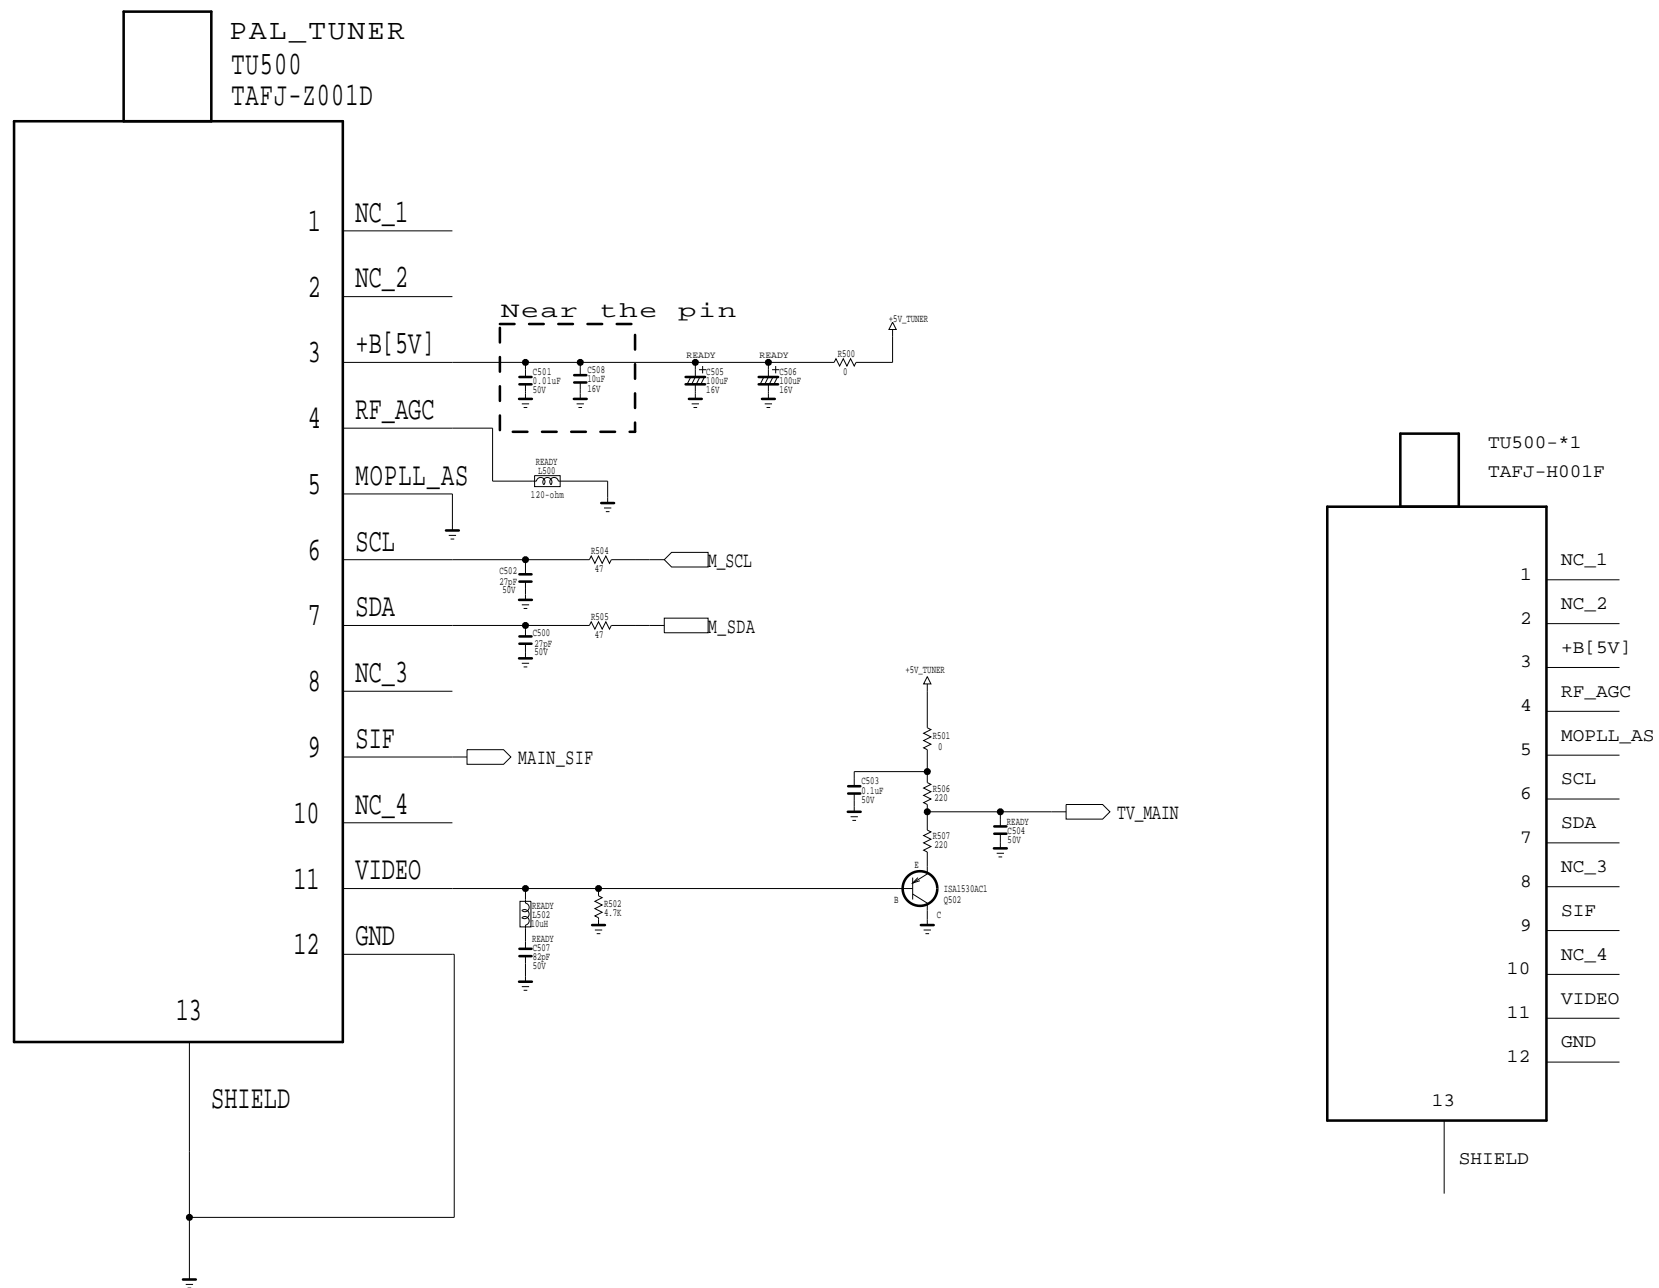 PAL_TUNER
TU500
TAFJ-Z001D
1 NC_1
2 NC_2
3 +B[5V]
4 RF_AGC
5 MOPLL_AS
6 SCL
7 SDA
8 NC_3
9 SIF
10 NC_4
11 VIDEO
12 GND
13
SHIELD
Near the pin
C501
0.01uF
50V
C508
10uF
16V
READY
C505
100uF
16V
READY
C506
100uF
16V
R500
0
+5V_TUNER
READY
L500
120-ohm
C502
27pF
50V
R504
47
M_SCL
C500
27pF
50V
R505
47
M_SDA
MAIN_SIF
+5V_TUNER
R501
0
C503
0.1uF
50V
R506
220
R507
220
READY
C504
50V
TV_MAIN
E
B
C
ISA1530AC1
Q502
READY
L502
10uH
READY
C507
82pF
50V
R502
4.7K
TU500-*1
TAFJ-H001F
1 NC_1
2 NC_2
3 +B[5V]
4 RF_AGC
5 MOPLL_AS
6 SCL
7 SDA
8 NC_3
9 SIF
10 NC_4
11 VIDEO
12 GND
13
SHIELD